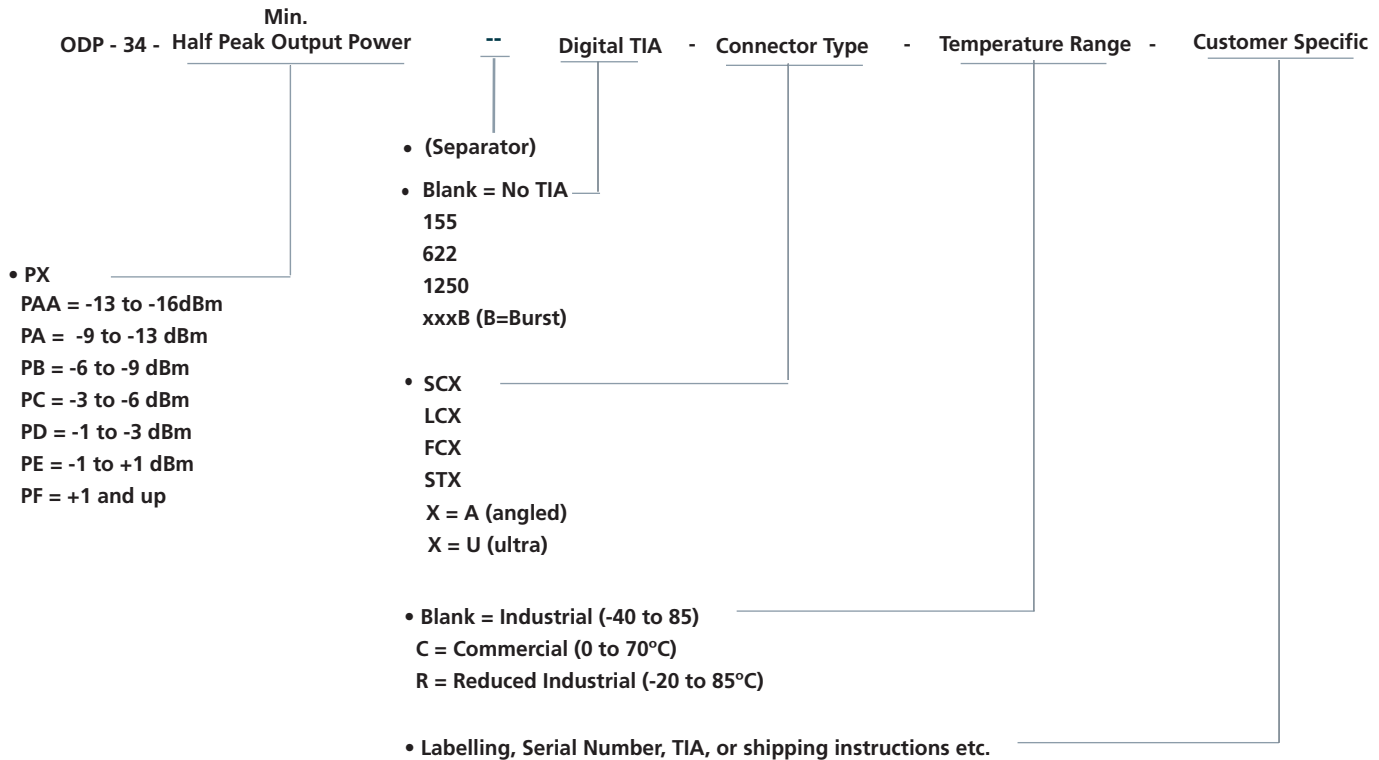 Min.
ODP - 34 - Half Peak Output Power -- Digital TIA - Connector Type - Temperature Range - Customer Specific
• (Separator)
• Blank = No TIA
155
622
1250
xxxB (B=Burst)
• PX
PAA = -13 to -16dBm
PA = -9 to -13 dBm
PB = -6 to -9 dBm
PC = -3 to -6 dBm
PD = -1 to -3 dBm
PE = -1 to +1 dBm
PF = +1 and up
• SCX
LCX
FCX
STX
X = A (angled)
X = U (ultra)
• Blank = Industrial (-40 to 85)
C = Commercial (0 to 70ºC)
R = Reduced Industrial (-20 to 85ºC)
• Labelling, Serial Number, TIA, or shipping instructions etc.